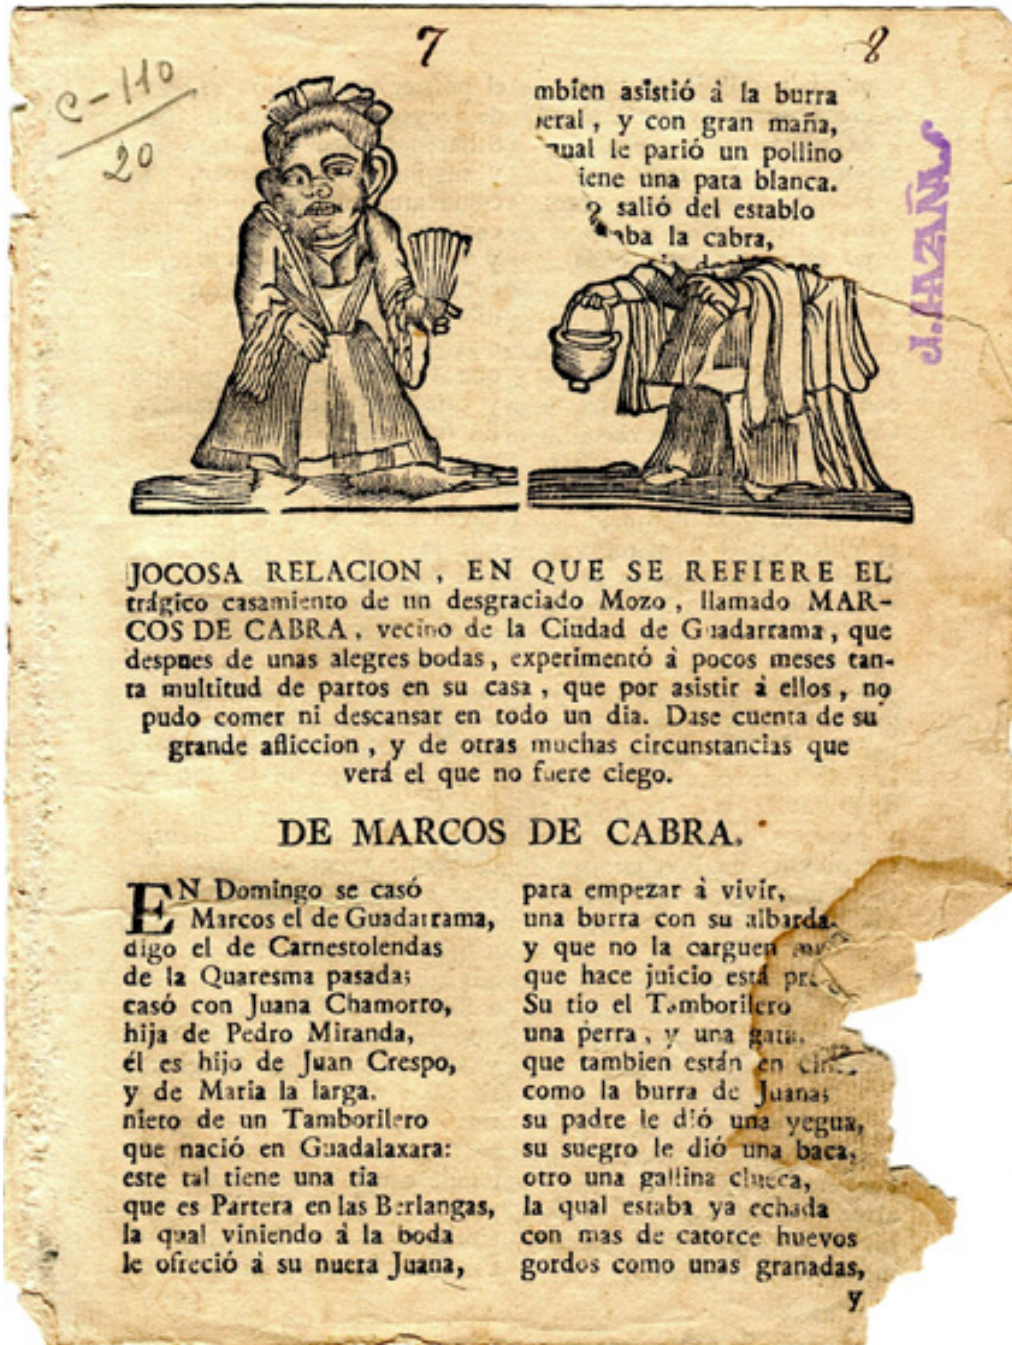 7
8
C-110
20
mbien asistió à la burra
eral, y con gran maña,
qual le parió un pollino
iene una pata blanca.
salió del establo
aba la cabra,
J. HAZAÑAS
JOCOSA RELACION, EN QUE SE REFIERE EL
trágico casamiento de un desgraciado Mozo, llamado MAR-
COS DE CABRA, vecino de la Ciudad de Guadarrama, que
despues de unas alegres bodas, experimentó à pocos meses tan-
ta multitud de partos en su casa, que por asistir à ellos, no
pudo comer ni descansar en todo un dia. Dase cuenta de su
grande afliccion, y de otras muchas circunstancias que
verá el que no fuere ciego.
DE MARCOS DE CABRA.
EN Domingo se casó
Marcos el de Guadarrama,
digo el de Carnestolendas
de la Quaresma pasada;
casó con Juana Chamorro,
hija de Pedro Miranda,
él es hijo de Juan Crespo,
y de Maria la larga.
nieto de un Tamborilero
que nació en Guadalaxara:
este tal tiene una tia
que es Partera en las Berlangas,
la qual viniendo à la boda
le ofreció à su nuera Juana,
para empezar à vivir,
una burra con su albarda,
y que no la carguen
que hace juicio está
Su tio el Tamborilero
una perra, y una gata,
que tambien están en
como la burra de Juana;
su padre le dió una yegua,
su suegro le dió una baca,
otro una gallina clueca,
la qual estaba ya echada
con mas de catorce huevos
gordos como unas granadas,
y